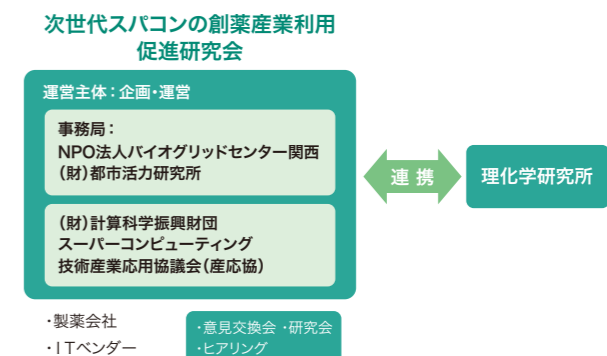 次世代スパコンの創薬産業利用
促進研究会
運営主体：企画・運営
事務局：
NPO法人バイオグリッドセンター関西
（財）都市活力研究所
連 携
理化学研究所
（財）計算科学振興財団
スーパーコンピューティング
技術産業応用協議会（産応協）
・製薬会社
・ITベンダー
・意見交換会 ・研究会
・ヒアリング